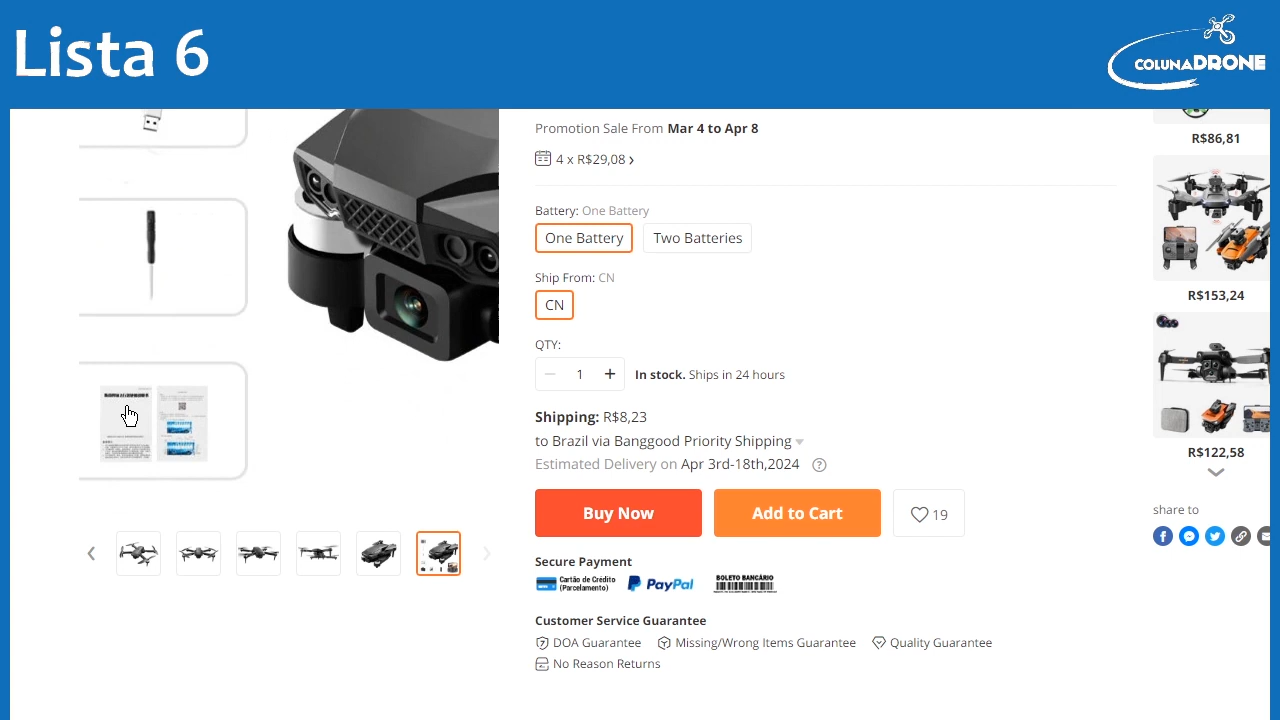 Lista 6
COLUNADRONE
Promotion Sale From Mar 4 to Apr 8
4 x R$29,08 ›
Battery: One Battery
One Battery
Two Batteries
Ship From: CN
CN
QTY:
1
In stock. Ships in 24 hours
Shipping: R$8,23
to Brazil via Banggood Priority Shipping
Estimated Delivery on Apr 3rd-18th,2024 ?
Buy Now
Add to Cart
19
Secure Payment
Cartão de Crédito
(Parcelamento)
PayPal
BOLETO BANCÁRIO
Customer Service Guarantee
DOA Guarantee
Missing/Wrong Items Guarantee
Quality Guarantee
No Reason Returns
R$86,81
R$153,24
R$122,58
share to